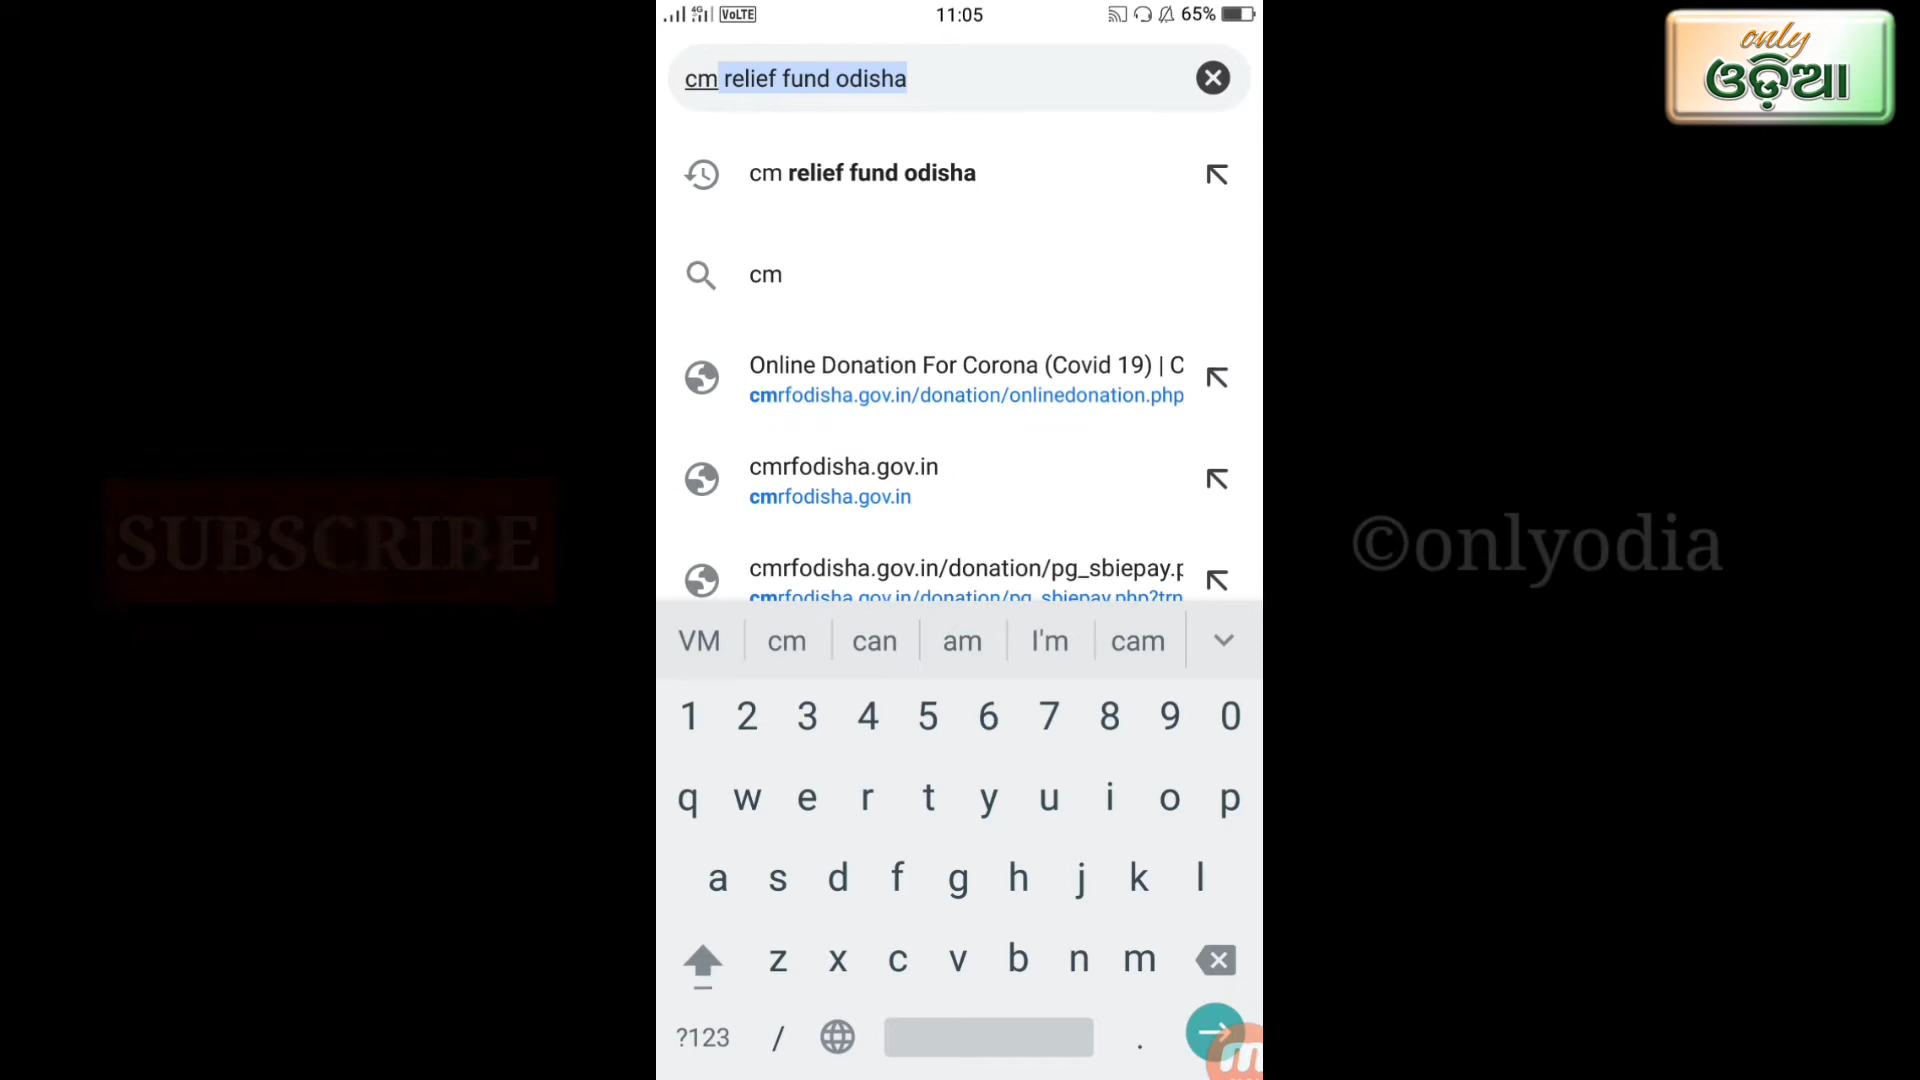 4G VoLTE 11:05 65%
only
ଓଡ଼ିଆ
cm relief fund odisha
cm relief fund odisha
cm
Online Donation For Corona (Covid 19) | C
cmrfodisha.gov.in/donation/onlinedonation.php
cmrfodisha.gov.in
cmrfodisha.gov.in
cmrfodisha.gov.in/donation/pg_sbiepay.p
cmrfodisha.gov.in/donation/pg_sbiepay.php?trn
SUBSCRIBE
©onlyodia
VM cm can am I'm cam
1 2 3 4 5 6 7 8 9 0
q w e r t y u i o p
a s d f g h j k l
z x c v b n m
?123 / .